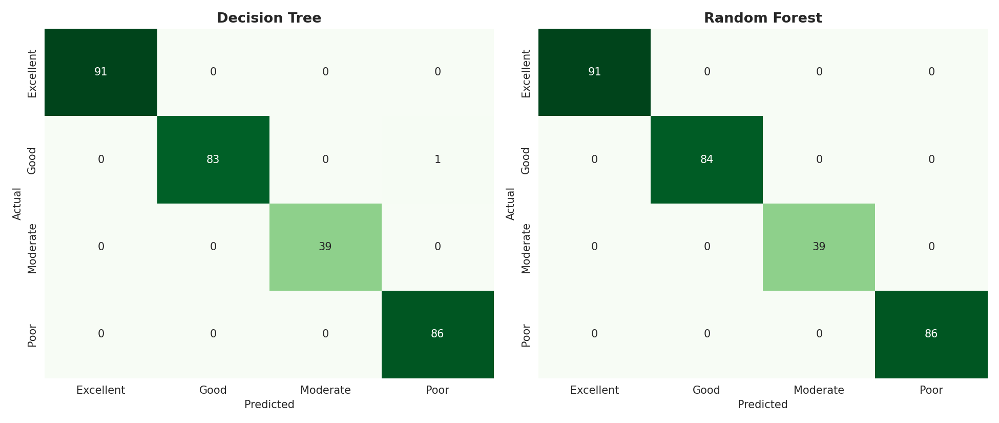 Decision Tree
Actual
Excellent 91 0 0 0
Good 0 83 0 1
Moderate 0 0 39 0
Poor 0 0 0 86
Excellent Good Moderate Poor
Predicted
Random Forest
Actual
Excellent 91 0 0 0
Good 0 84 0 0
Moderate 0 0 39 0
Poor 0 0 0 86
Excellent Good Moderate Poor
Predicted